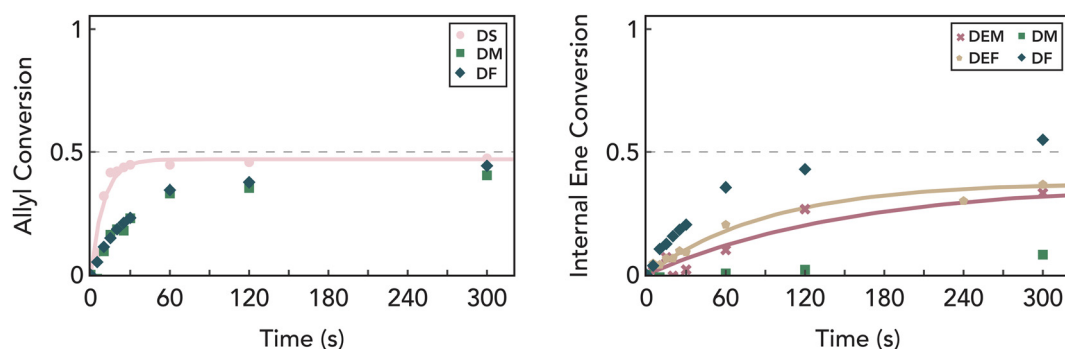 Allyl Conversion
1
0.5
0
DS
DM
DF
0 60 120 180 240 300
Time (s)
Internal Ene Conversion
1
0.5
0
DEM DM
DEF DF
0 60 120 180 240 300
Time (s)